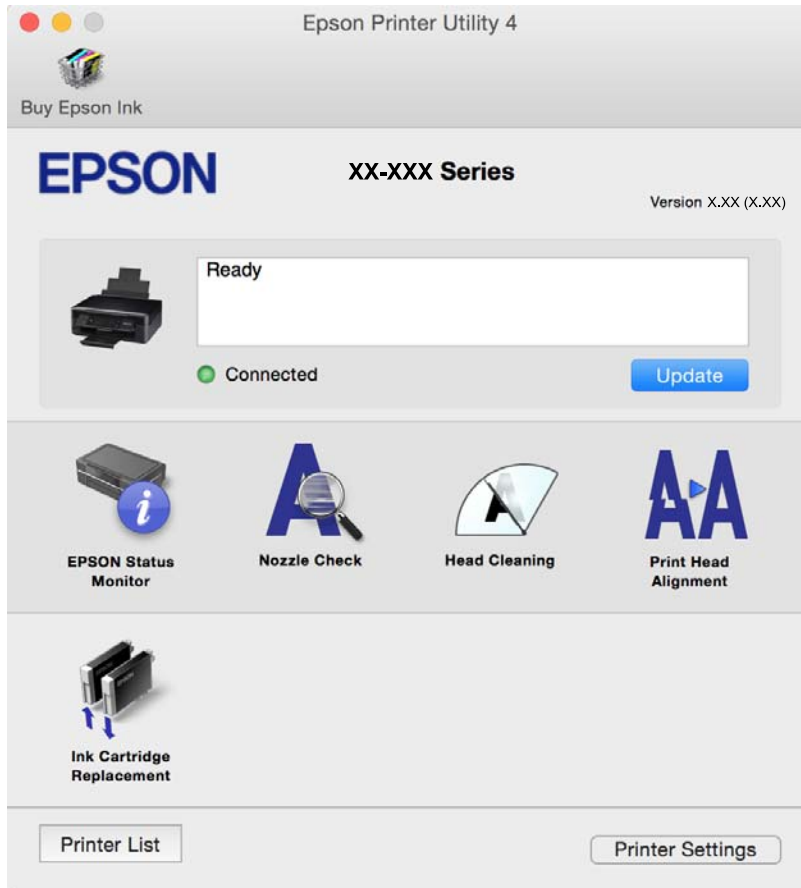 Epson Printer Utility 4
Buy Epson Ink
EPSON
XX-XXX Series
Version X.XX (X.XX)
Ready
Connected
Update
EPSON Status
Monitor
Nozzle Check
Head Cleaning
Print Head
Alignment
Ink Cartridge
Replacement
Printer List
Printer Settings